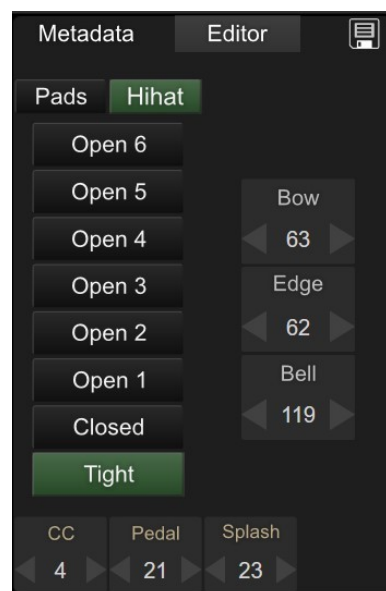 Metadata Editor
Pads Hihat
Open 6
Open 5
Open 4
Open 3
Open 2
Open 1
Closed
Tight
Bow
63
Edge
62
Bell
119
CC Pedal Splash
4 21 23